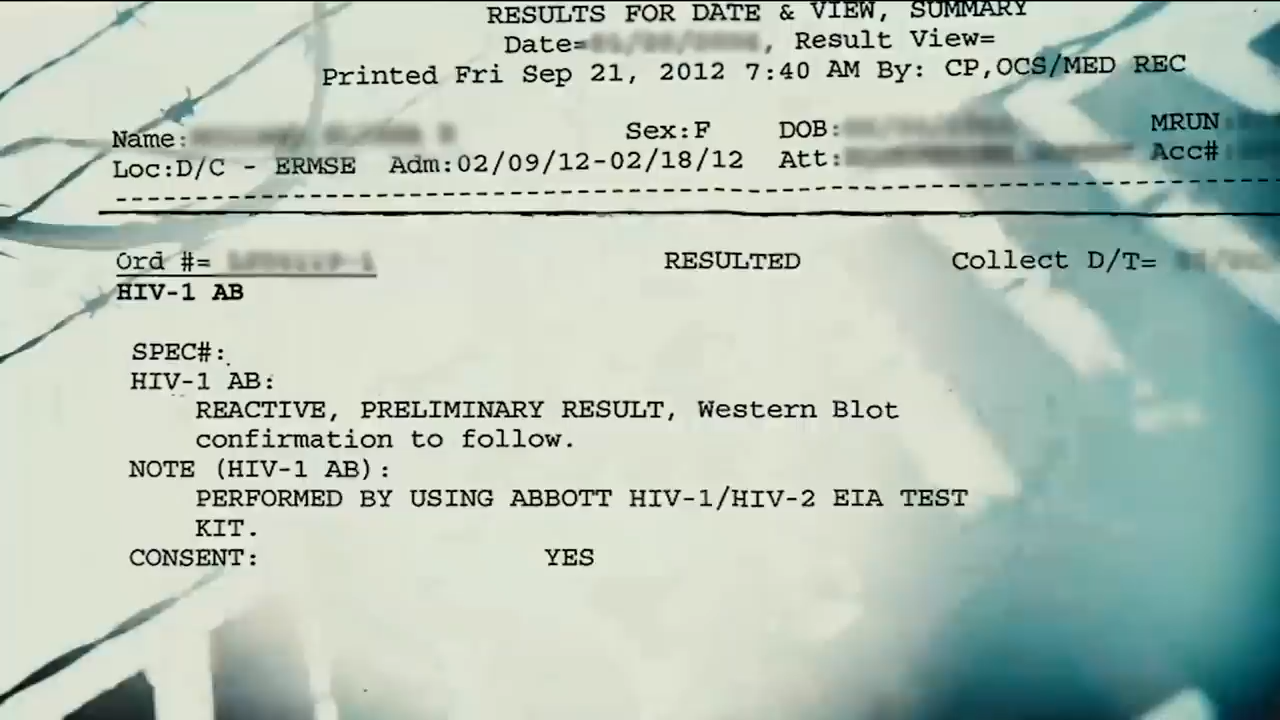 RESULTS FOR DATE & VIEW, SUMMARY
Date= , Result View=
Printed Fri Sep 21, 2012 7:40 AM By: CP,OCS/MED REC
Name: Sex:F DOB: MRUN
Loc:D/C - ERMSE Adm:02/09/12-02/18/12 Att: Acc#
Ord #= RESULTED Collect D/T=
HIV-1 AB
SPEC#:
HIV-1 AB:
REACTIVE, PRELIMINARY RESULT, Western Blot
confirmation to follow.
NOTE (HIV-1 AB):
PERFORMED BY USING ABBOTT HIV-1/HIV-2 EIA TEST
KIT.
CONSENT: YES